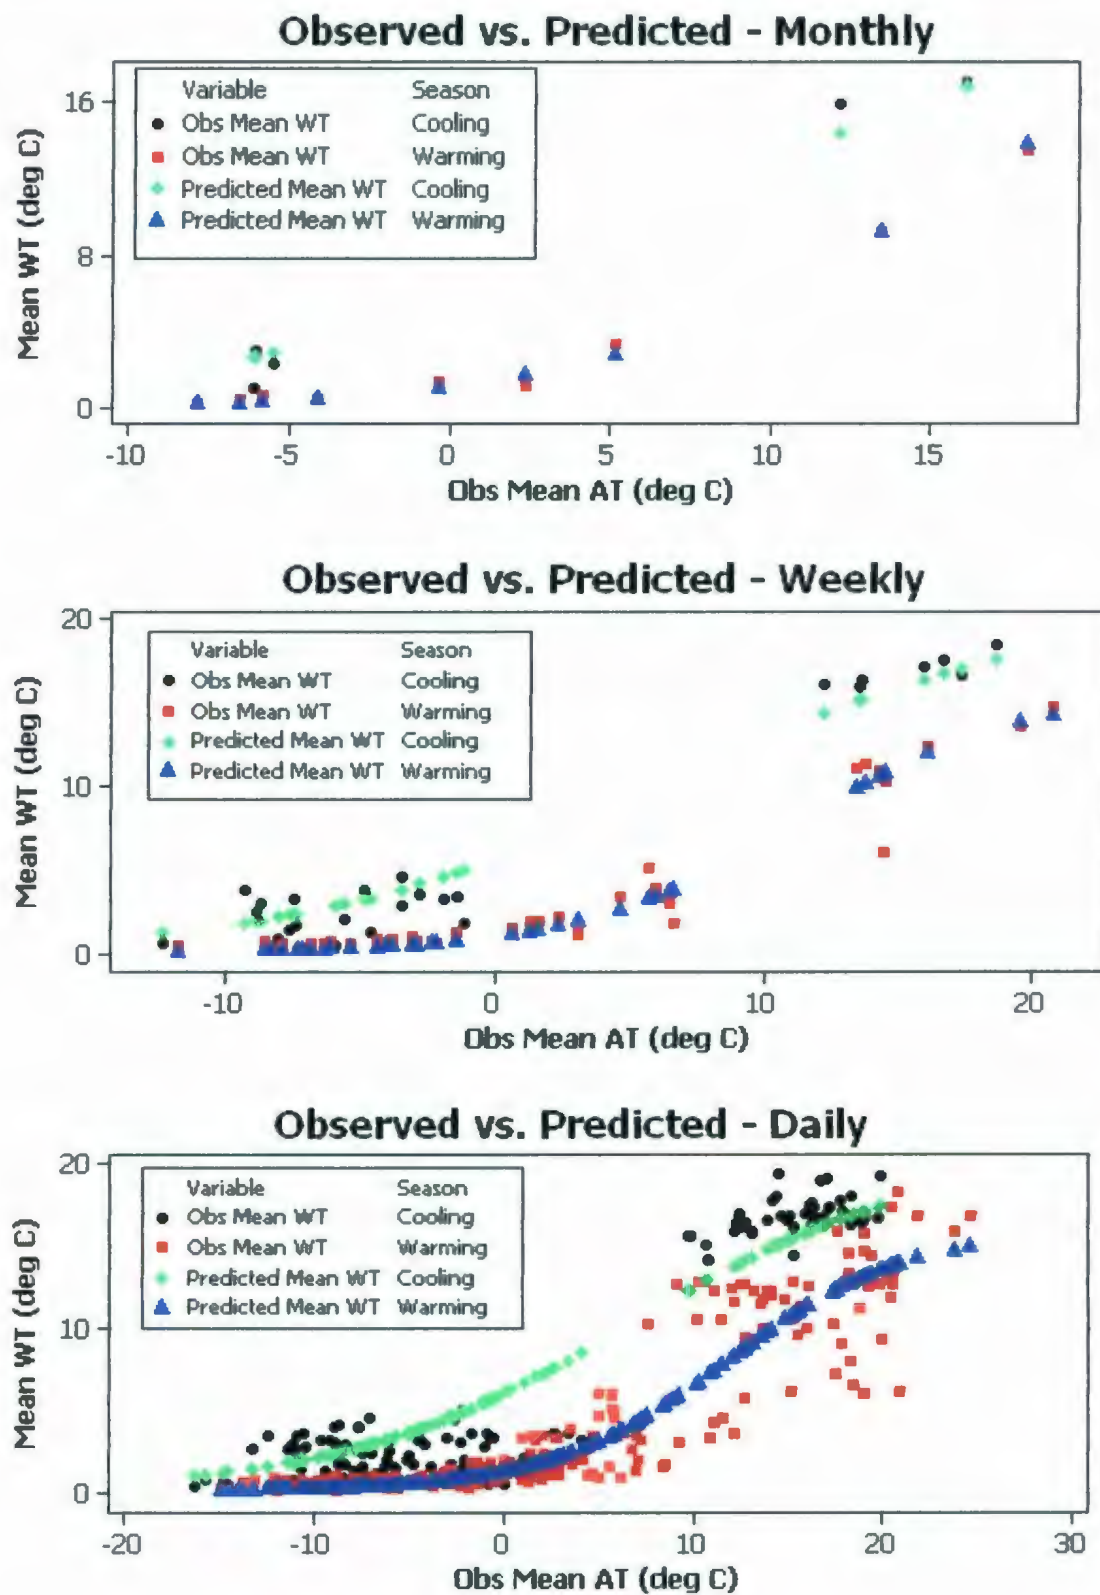 Observed vs. Predicted - Monthly
Variable Season
Obs Mean WT Cooling
Obs Mean WT Warming
Predicted Mean WT Cooling
Predicted Mean WT Warming
Mean WT (deg C)
16
8
0
-10 -5 0 5 10 15
Obs Mean AT (deg C)
Observed vs. Predicted - Weekly
Variable Season
Obs Mean WT Cooling
Obs Mean WT Warming
Predicted Mean WT Cooling
Predicted Mean WT Warming
Mean WT (deg C)
20
10
0
-10 0 10 20
Obs Mean AT (deg C)
Observed vs. Predicted - Daily
Variable Season
Obs Mean WT Cooling
Obs Mean WT Warming
Predicted Mean WT Cooling
Predicted Mean WT Warming
Mean WT (deg C)
20
10
0
-20 -10 0 10 20 30
Obs Mean AT (deg C)